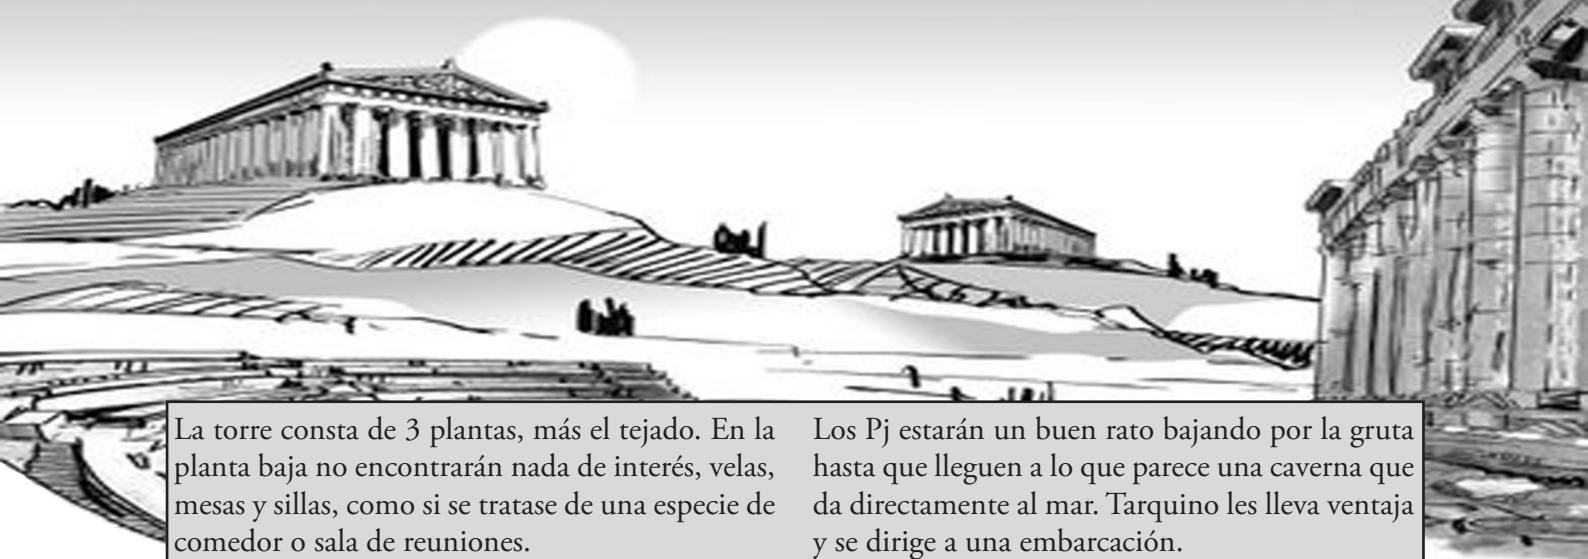 La torre consta de 3 plantas, más el tejado. En la
planta baja no encontrarán nada de interés, velas,
mesas y sillas, como si se tratase de una especie de
comedor o sala de reuniones.
Los Pj estarán un buen rato bajando por la gruta
hasta que lleguen a lo que parece una caverna que
da directamente al mar. Tarquino les lleva ventaja
y se dirige a una embarcación.